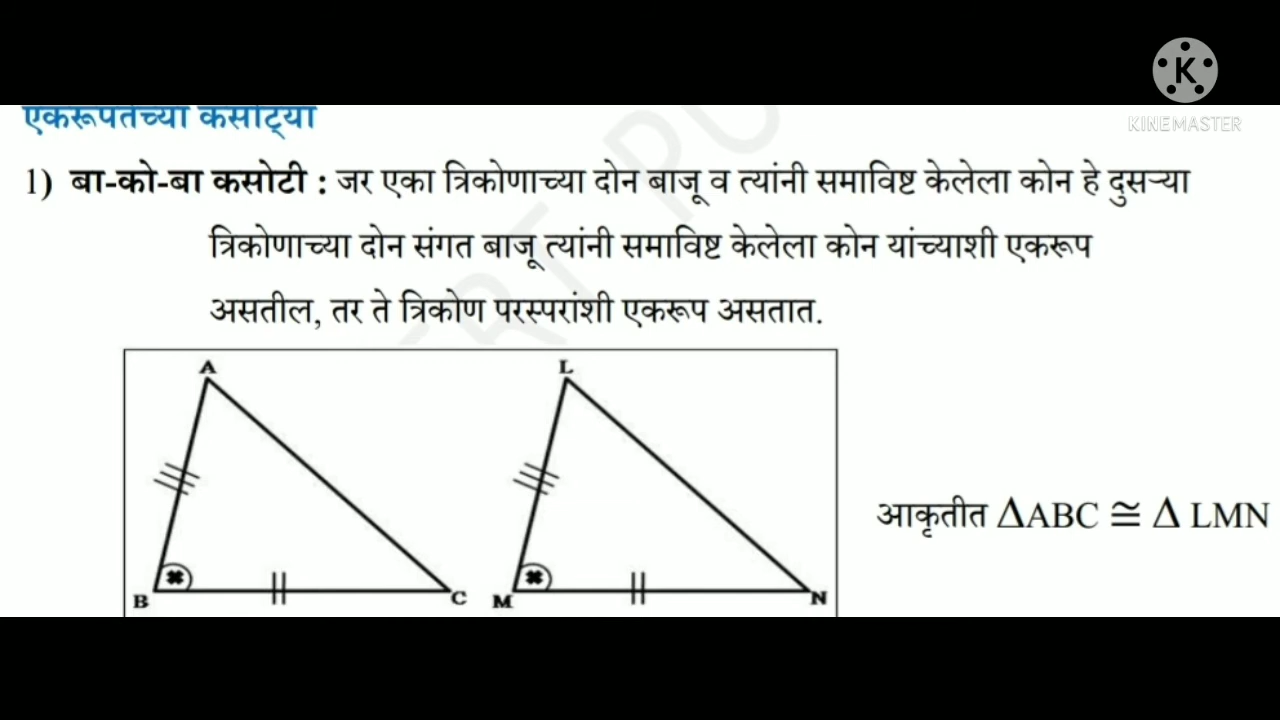 KINEMASTER
एकरूपतेच्या कसोट्या
1) बा-को-बा कसोटी : जर एका त्रिकोणाच्या दोन बाजू व त्यांनी समाविष्ट केलेला कोन हे दुसऱ्या
त्रिकोणाच्या दोन संगत बाजू त्यांनी समाविष्ट केलेला कोन यांच्याशी एकरूप
असतील, तर ते त्रिकोण परस्परांशी एकरूप असतात.
A
L
आकृतीत ΔABC ≅ Δ LMN
B
C
M
N